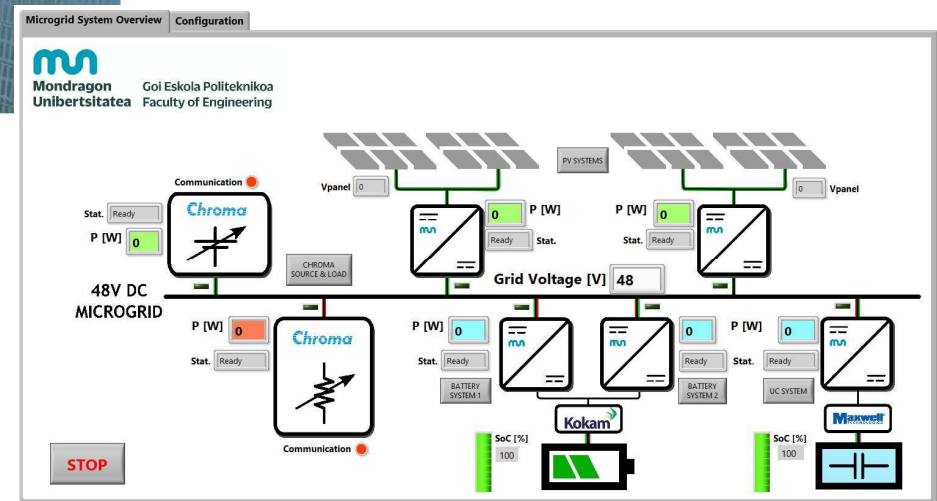 Microgrid System Overview
Configuration
Mondragon
Unibertsitatea
Goi Eskola Politeknikoa
Faculty of Engineering
Communication
Stat. Ready
P [W] 0
Chroma
PV SYSTEMS
Vpanel 0
0 P [W]
Ready Stat.
P [W] 0
Stat. Ready
0 Vpanel
CHROMA
SOURCE & LOAD
Grid Voltage [V] 48
48V DC
MICROGRID
P [W] 0
Stat. Ready
Chroma
Communication
P [W] 0
Stat. Ready
BATTERY
SYSTEM 1
P [W] 0
Ready Stat.
BATTERY
SYSTEM 2
P [W] 0
Ready
UC SYSTEM
Kokam
Maxwell
TECHNOLOGIES
SoC [%]
100
SoC [%]
100
STOP